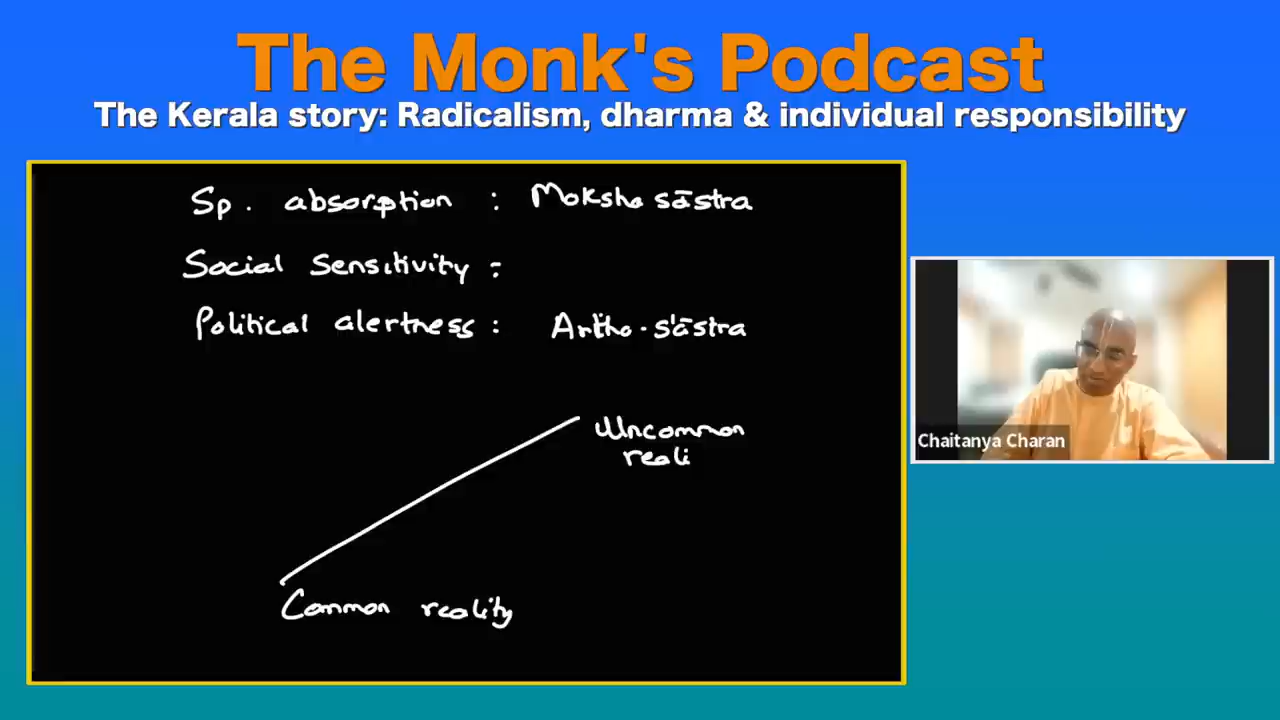 The Monk's Podcast
The Kerala story: Radicalism, dharma & individual responsibility
Sp. absorption : Moksha sāstra
Social sensitivity :
Political alertness : Artha.s'āstra
Uncommon
reali
Common reality
Chaitanya Charan